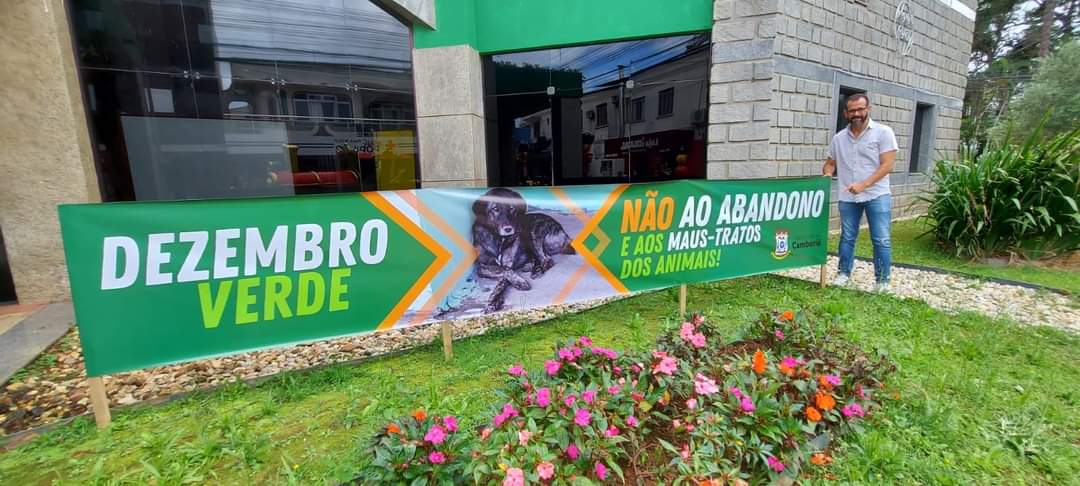 DEZEMBRO
VERDE
NÃO AO ABANDONO
E AOS MAUS-TRATOS
DOS ANIMAIS!
Camboriú